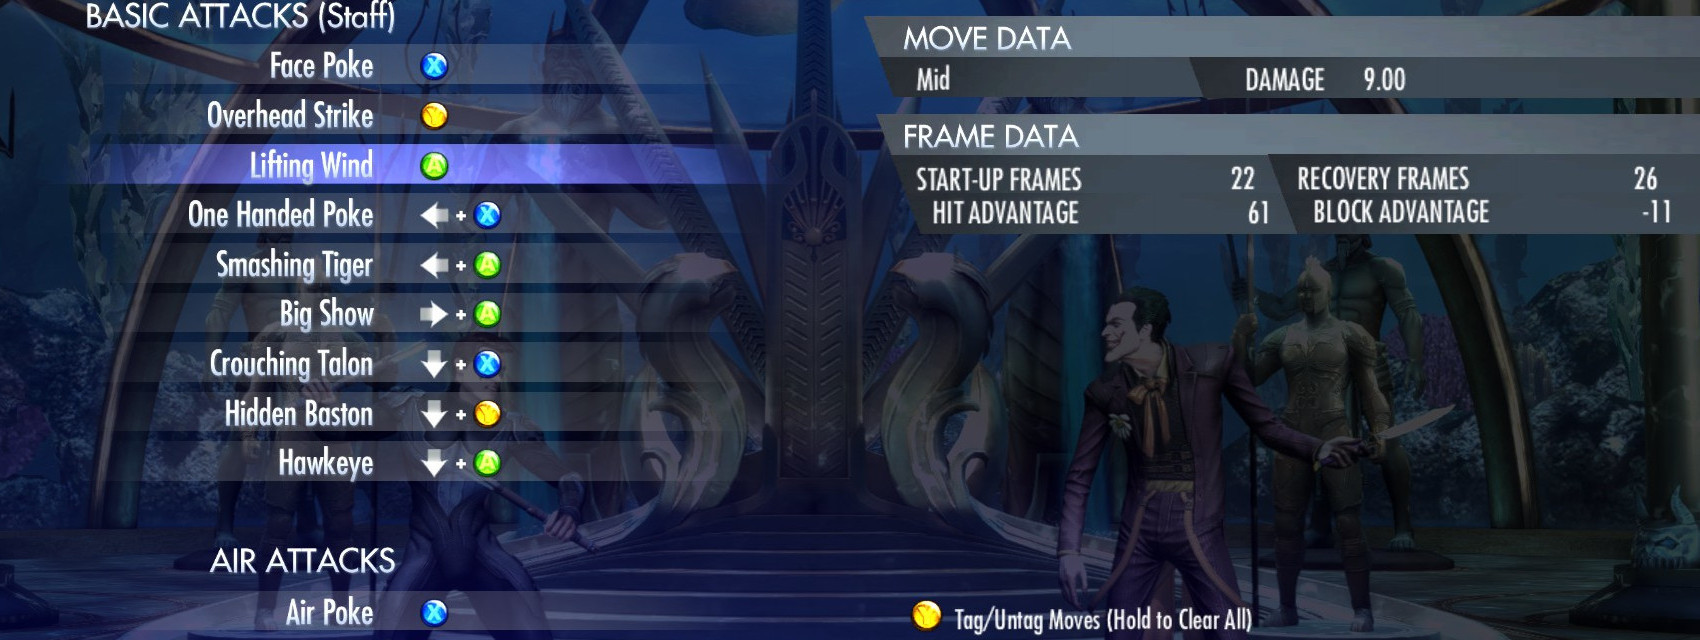 BASIC ATTACKS (Staff)
Face Poke X
Overhead Strike Y
Lifting Wind A
One Handed Poke + X
Smashing Tiger + A
Big Show + A
Crouching Talon + X
Hidden Baston + Y
Hawkeye + A
AIR ATTACKS
Air Poke X
MOVE DATA
Mid DAMAGE 9.00
FRAME DATA
START-UP FRAMES 22 RECOVERY FRAMES 26
HIT ADVANTAGE 61 BLOCK ADVANTAGE -11
Y Tag/Untag Moves (Hold to Clear All)